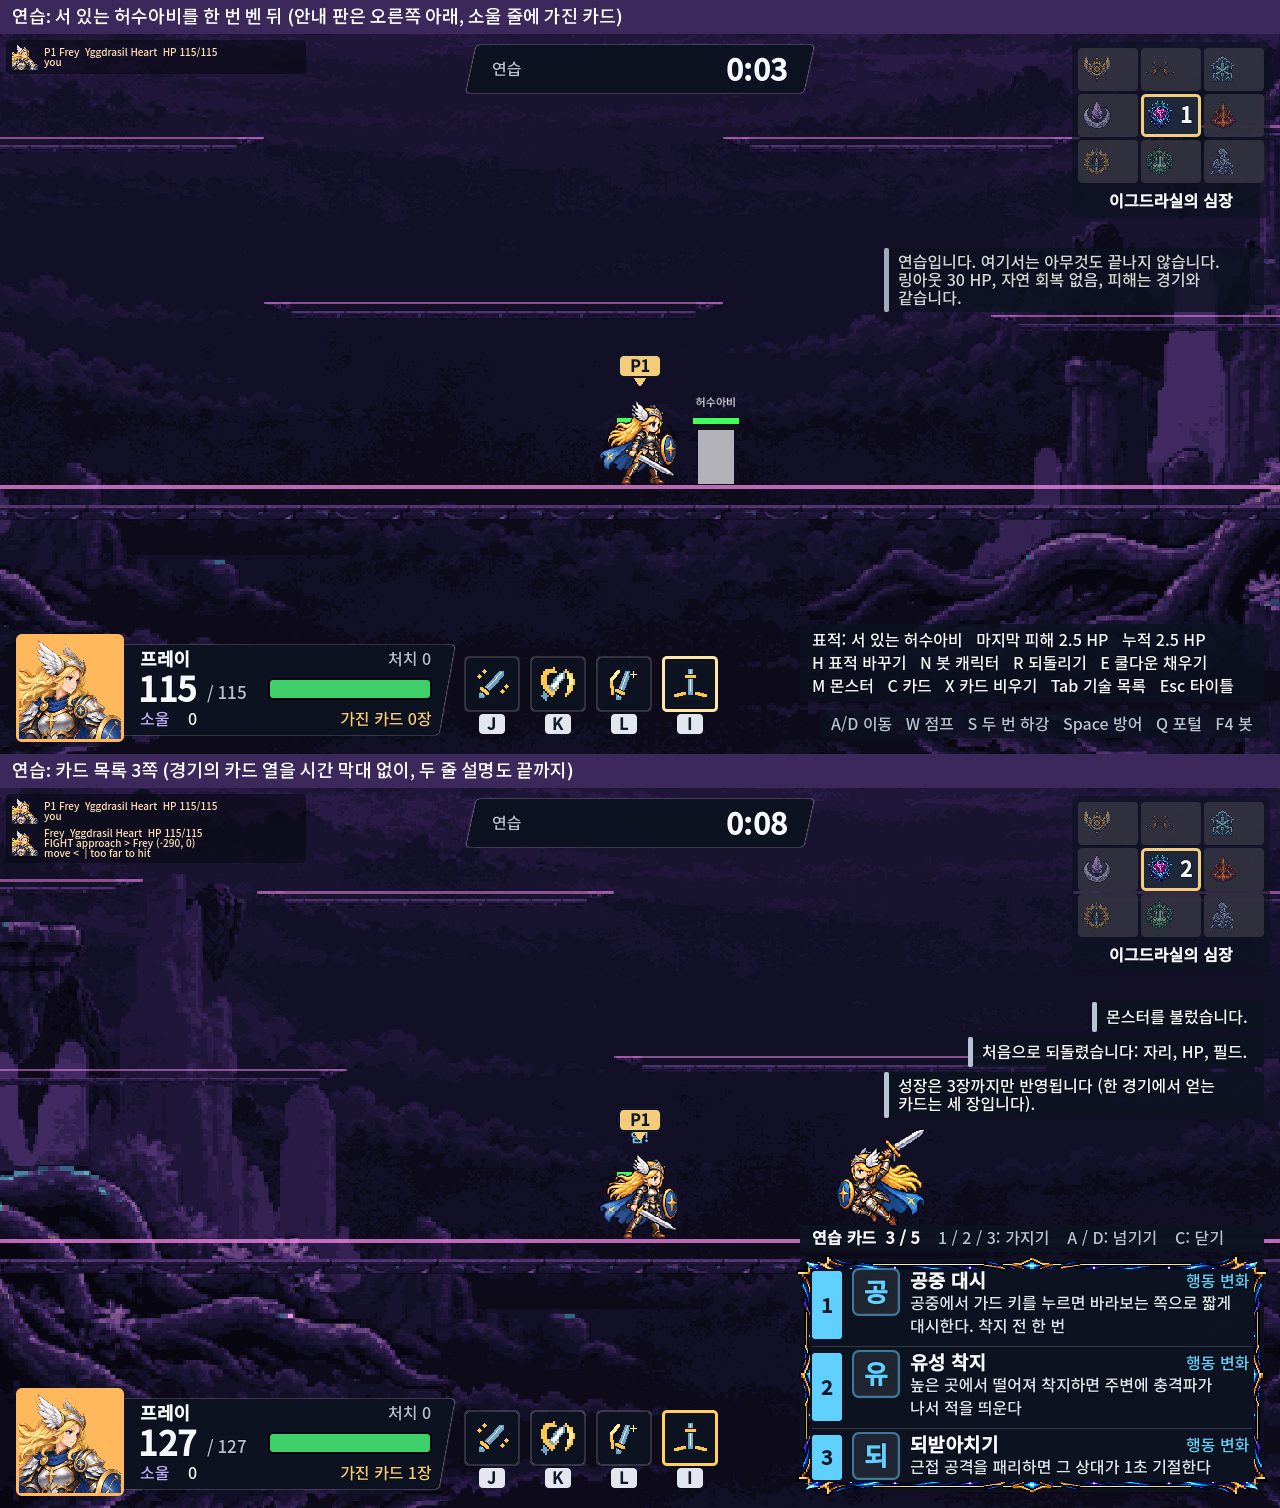 연습: 서 있는 허수아비를 한 번 벤 뒤 (안내 판은 오른쪽 아래, 소울 줄에 가진 카드)
P1 Frey Yggdrasil Heart HP 115/115
you
연습
0:03
1
이그드라실의 심장
연습입니다. 여기서는 아무것도 끝나지 않습니다.
링아웃 30 HP, 자연 회복 없음, 피해는 경기와
같습니다.
P1
허수아비
프레이
처치 0
115 / 115
소울 0
가진 카드 0장
J K L I
표적: 서 있는 허수아비 마지막 피해 2.5 HP 누적 2.5 HP
H 표적 바꾸기 N 봇 캐릭터 R 되돌리기 E 쿨다운 채우기
M 몬스터 C 카드 X 카드 비우기 Tab 기술 목록 Esc 타이틀
A/D 이동 W 점프 S 두 번 하강 Space 방어 Q 포털 F4 봇
연습: 카드 목록 3쪽 (경기의 카드 열을 시간 막대 없이, 두 줄 설명도 끝까지)
P1 Frey Yggdrasil Heart HP 115/115
you
Frey Yggdrasil Heart HP 115/115
FIGHT approach > Frey (-290, 0)
move < | too far to hit
연습
0:08
2
이그드라실의 심장
몬스터를 불렀습니다.
처음으로 되돌렸습니다: 자리, HP, 필드.
성장은 3장까지만 반영됩니다 (한 경기에서 얻는
카드는 세 장입니다).
P1
연습 카드 3 / 5 1 / 2 / 3: 가지기 A / D: 넘기기 C: 닫기
1 공 공중 대시 행동 변화
공중에서 가드 키를 누르면 바라보는 쪽으로 짧게
대시한다. 착지 전 한 번
2 유 유성 착지 행동 변화
높은 곳에서 떨어져 착지하면 주변에 충격파가
나서 적을 띄운다
3 되 되받아치기 행동 변화
근접 공격을 패리하면 그 상대가 1초 기절한다
프레이
처치 0
127 / 127
소울 0
가진 카드 1장
J K L I